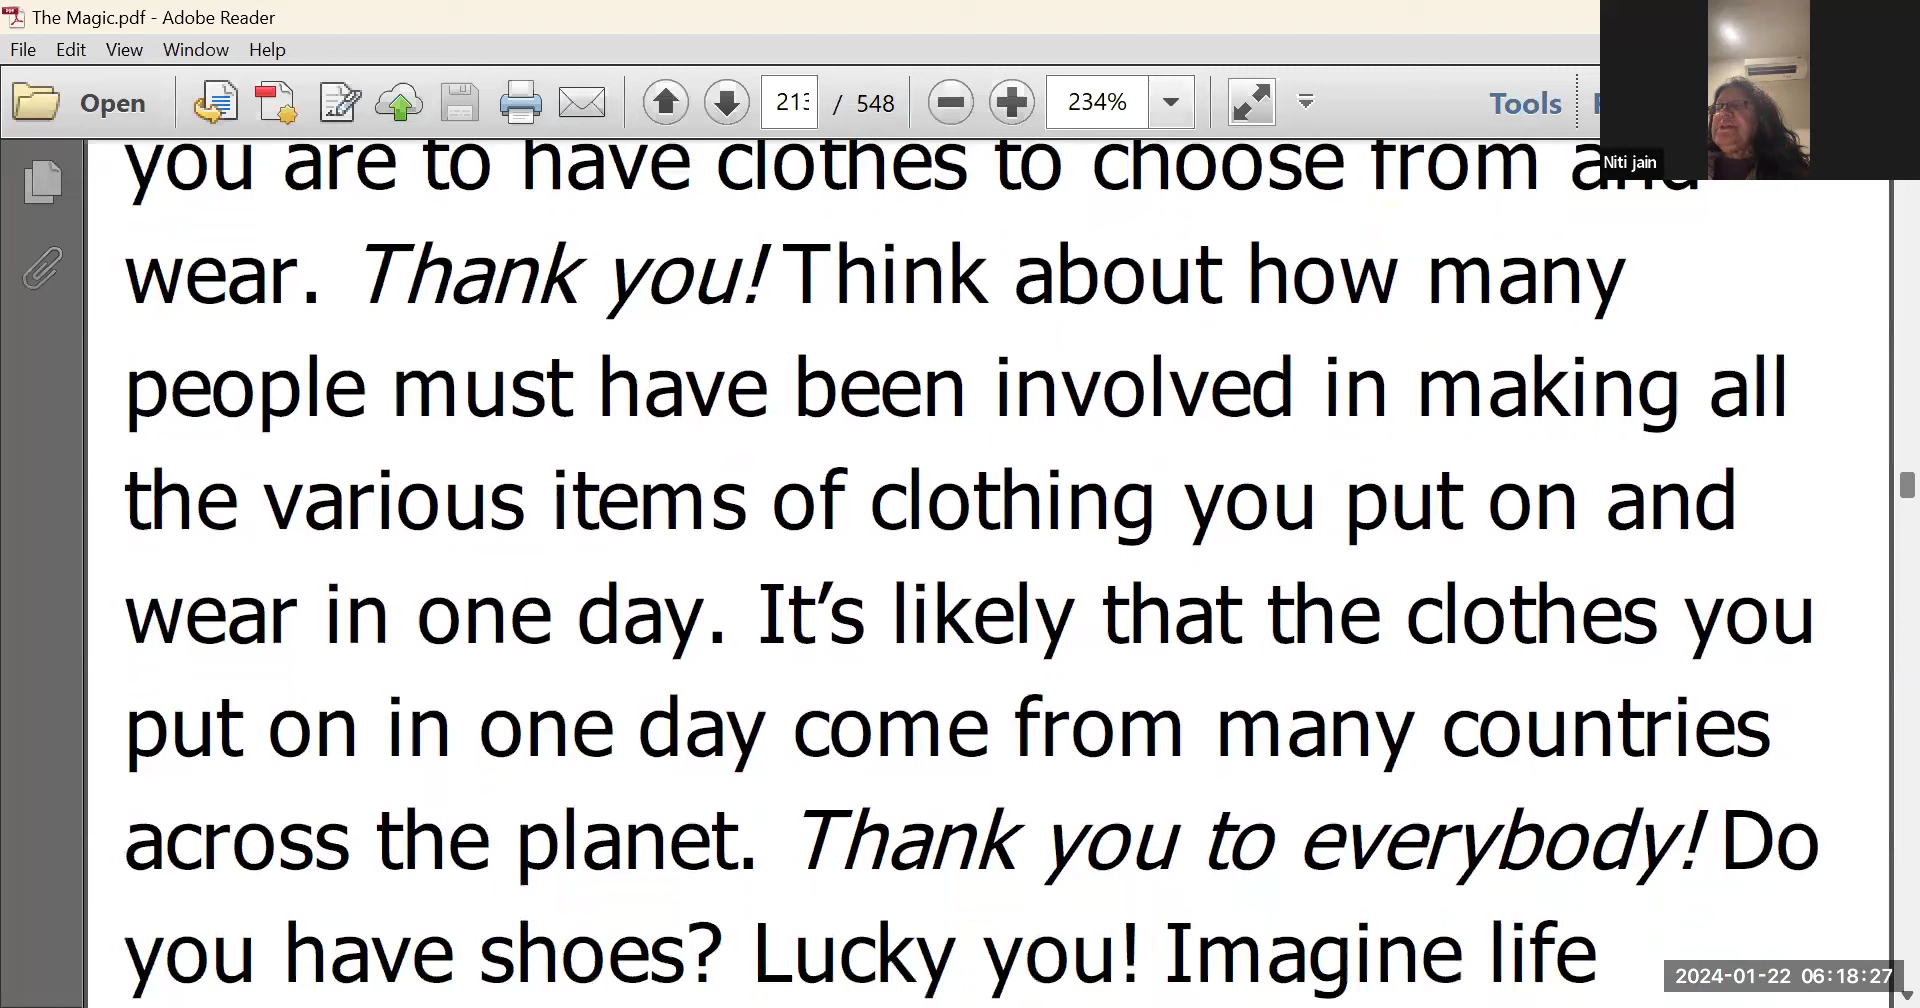 The Magic.pdf - Adobe Reader
File Edit View Window Help
Open 213 / 548 234% Tools
Niti jain
you are to have clothes to choose from and
wear. Thank you! Think about how many
people must have been involved in making all
the various items of clothing you put on and
wear in one day. It’s likely that the clothes you
put on in one day come from many countries
across the planet. Thank you to everybody! Do
you have shoes? Lucky you! Imagine life
2024-01-22 06:18:27